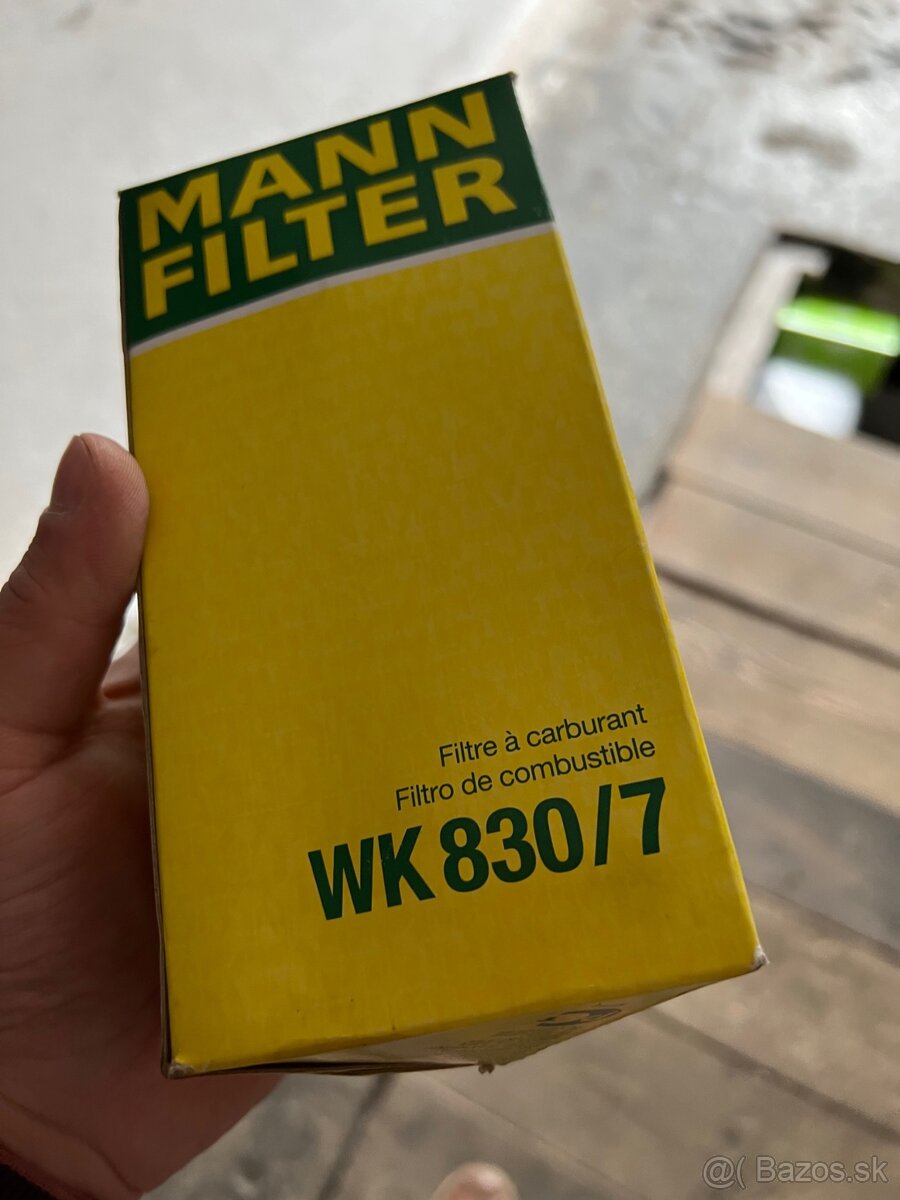 MANN
FILTER
Filtre à carburant
Filtro de combustible
WK 830/7
@( Bazos.sk